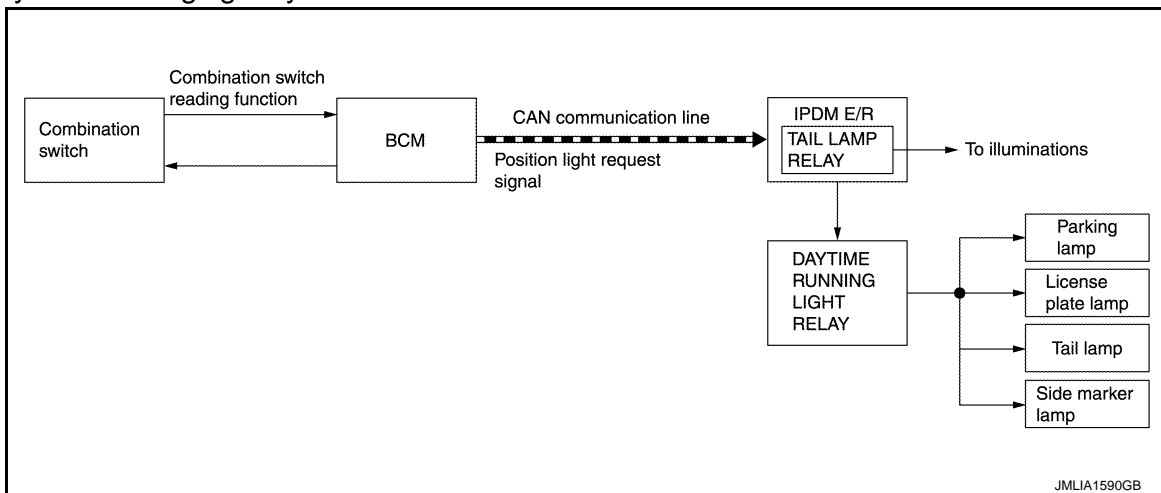 Combination switch
reading function
Combination
switch
BCM
CAN communication line
Position light request
signal
IPDM E/R
TAIL LAMP
RELAY
To illuminations
DAYTIME
RUNNING
LIGHT
RELAY
Parking
lamp
License
plate lamp
Tail lamp
Side marker
lamp
JMLIA1590GB